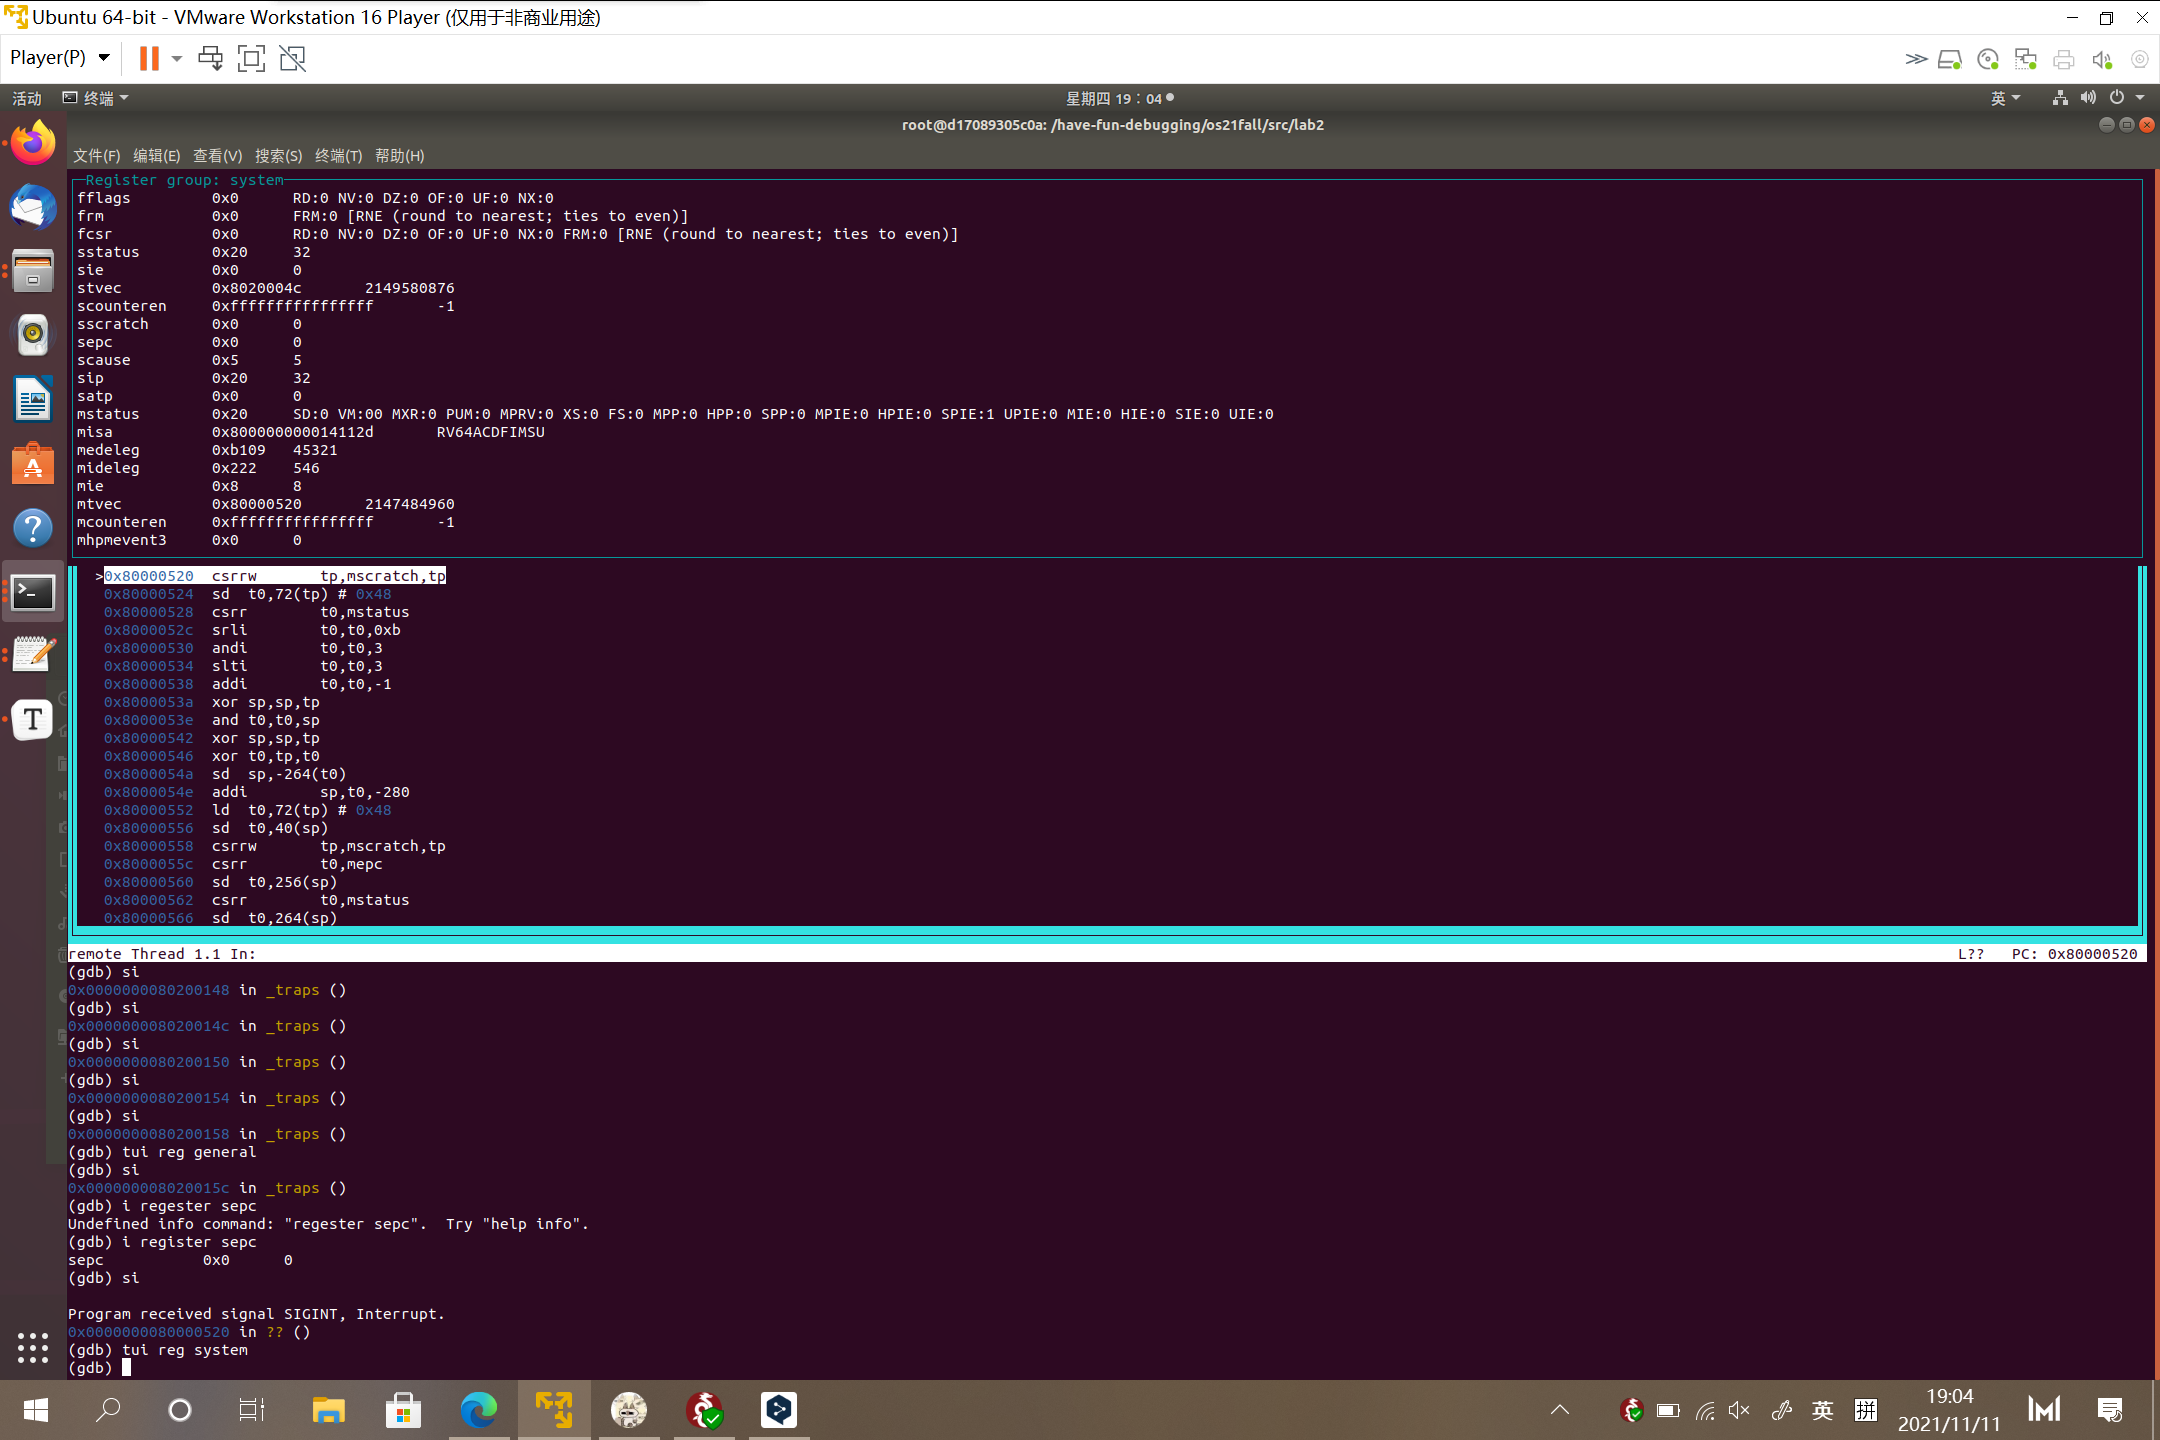 Ubuntu 64-bit - VMware Workstation 16 Player (仅用于非商业用途)
Player(P)
活动 终端 星期四 19:04 英
root@d17089305c0a: /have-fun-debugging/os21fall/src/lab2
文件(F) 编辑(E) 查看(V) 搜索(S) 终端(T) 帮助(H)
Register group: system
fflags 0x0 RD:0 NV:0 DZ:0 OF:0 UF:0 NX:0
frm 0x0 FRM:0 [RNE (round to nearest; ties to even)]
fcsr 0x0 RD:0 NV:0 DZ:0 OF:0 UF:0 NX:0 FRM:0 [RNE (round to nearest; ties to even)]
sstatus 0x20 32
sie 0x0 0
stvec 0x8020004c 2149580876
scounteren 0xffffffffffffffff -1
sscratch 0x0 0
sepc 0x0 0
scause 0x5 5
sip 0x20 32
satp 0x0 0
mstatus 0x20 SD:0 VM:00 MXR:0 PUM:0 MPRV:0 XS:0 FS:0 MPP:0 HPP:0 SPP:0 MPIE:0 HPIE:0 SPIE:1 UPIE:0 MIE:0 HIE:0 SIE:0 UIE:0
misa 0x800000000014112d RV64ACDFIMSU
medeleg 0xb109 45321
mideleg 0x222 546
mie 0x8 8
mtvec 0x80000520 2147484960
mcounteren 0xffffffffffffffff -1
mhpmevent3 0x0 0
>0x80000520 csrrw tp,mscratch,tp
0x80000524 sd t0,72(tp) # 0x48
0x80000528 csrr t0,mstatus
0x8000052c srli t0,t0,0xb
0x80000530 andi t0,t0,3
0x80000534 slti t0,t0,3
0x80000538 addi t0,t0,-1
0x8000053a xor sp,sp,tp
0x8000053e and t0,t0,sp
0x80000542 xor sp,sp,tp
0x80000546 xor t0,tp,t0
0x8000054a sd sp,-264(t0)
0x8000054e addi sp,t0,-280
0x80000552 ld t0,72(tp) # 0x48
0x80000556 sd t0,40(sp)
0x80000558 csrrw tp,mscratch,tp
0x8000055c csrr t0,mepc
0x80000560 sd t0,256(sp)
0x80000562 csrr t0,mstatus
0x80000566 sd t0,264(sp)
remote Thread 1.1 In: L?? PC: 0x80000520
(gdb) si
0x0000000080200148 in _traps ()
(gdb) si
0x000000008020014c in _traps ()
(gdb) si
0x0000000080200150 in _traps ()
(gdb) si
0x0000000080200154 in _traps ()
(gdb) si
0x0000000080200158 in _traps ()
(gdb) tui reg general
(gdb) si
0x000000008020015c in _traps ()
(gdb) i regester sepc
Undefined info command: "regester sepc".  Try "help info".
(gdb) i register sepc
sepc 0x0 0
(gdb) si
Program received signal SIGINT, Interrupt.
0x0000000080000520 in ?? ()
(gdb) tui reg system
(gdb)
英 拼 19:04
2021/11/11